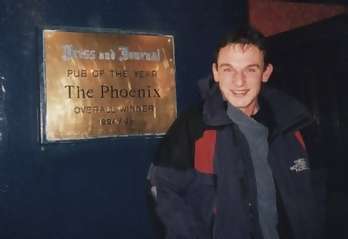 Press and Journal
PUB OF THE YEAR
The Phoenix
OVERALL WINNER